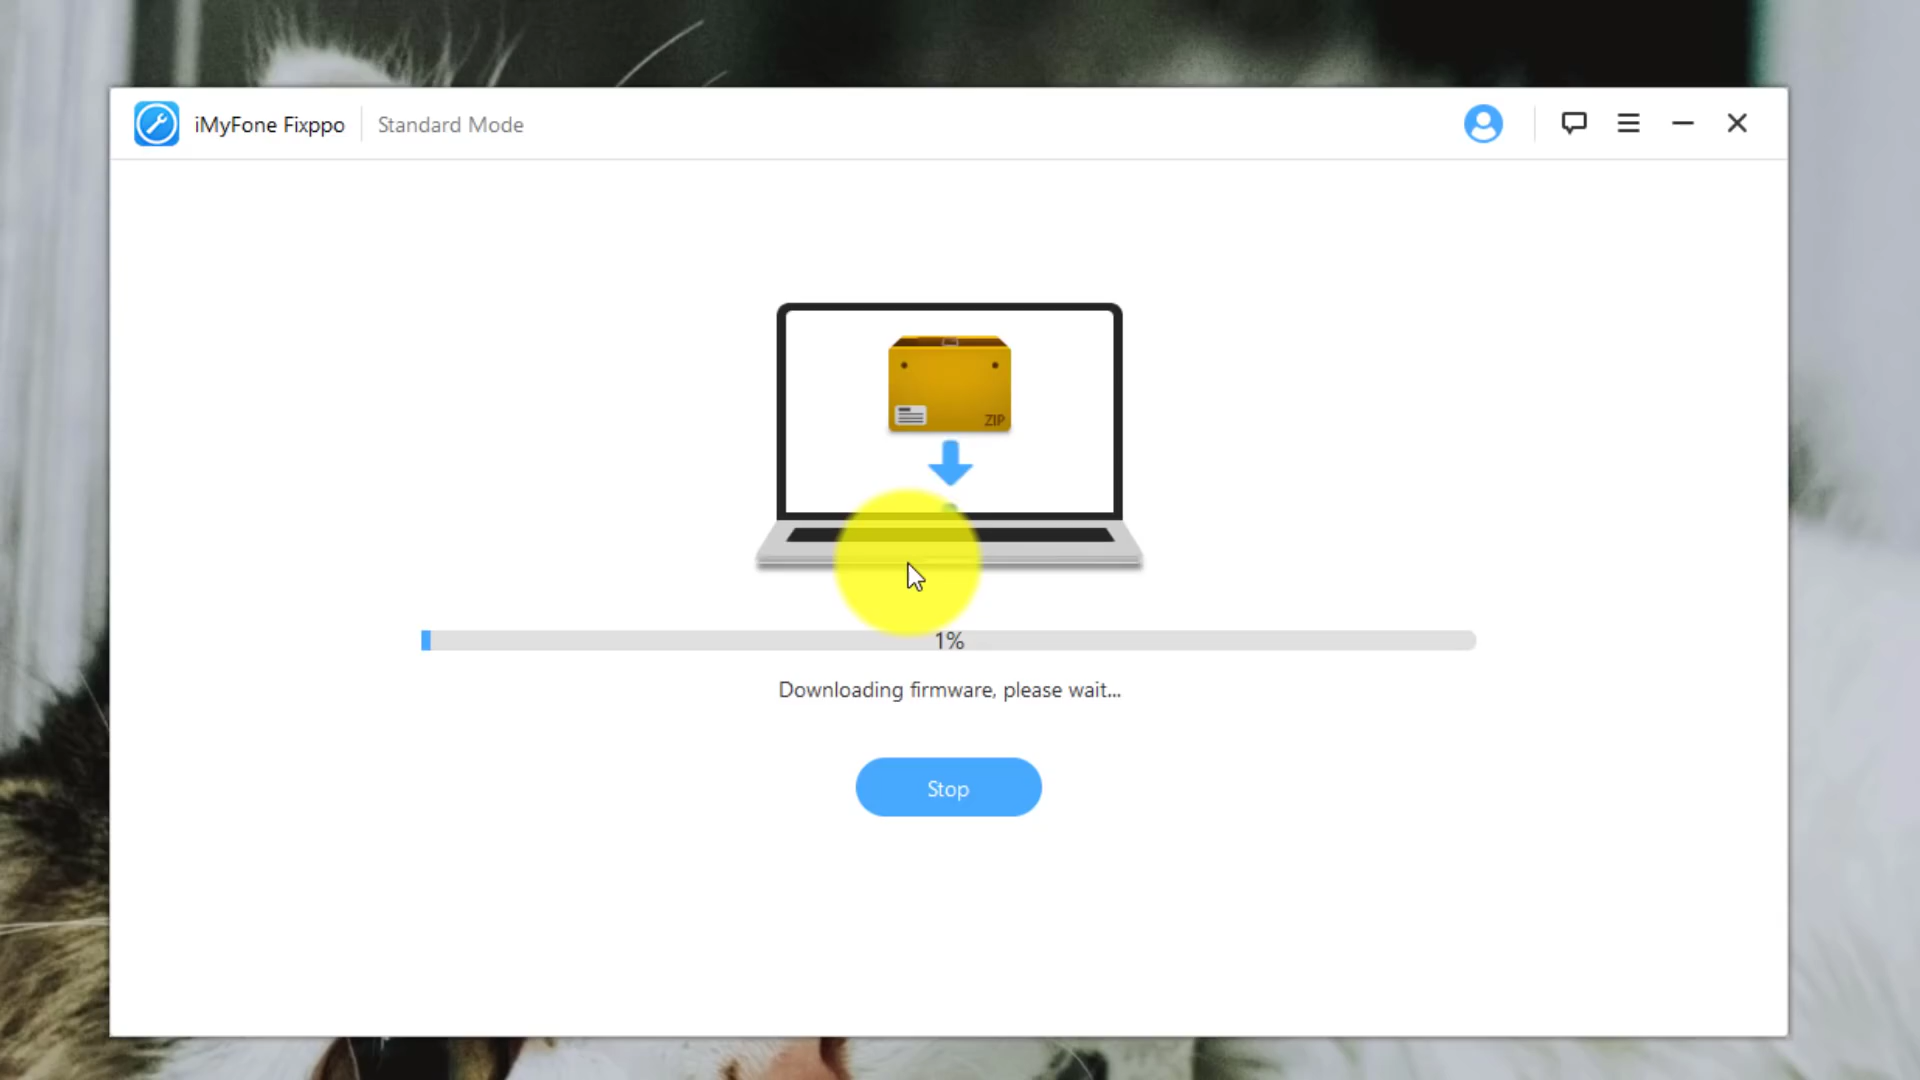 iMyFone Fixppo
Standard Mode
ZIP
1%
Downloading firmware, please wait...
Stop